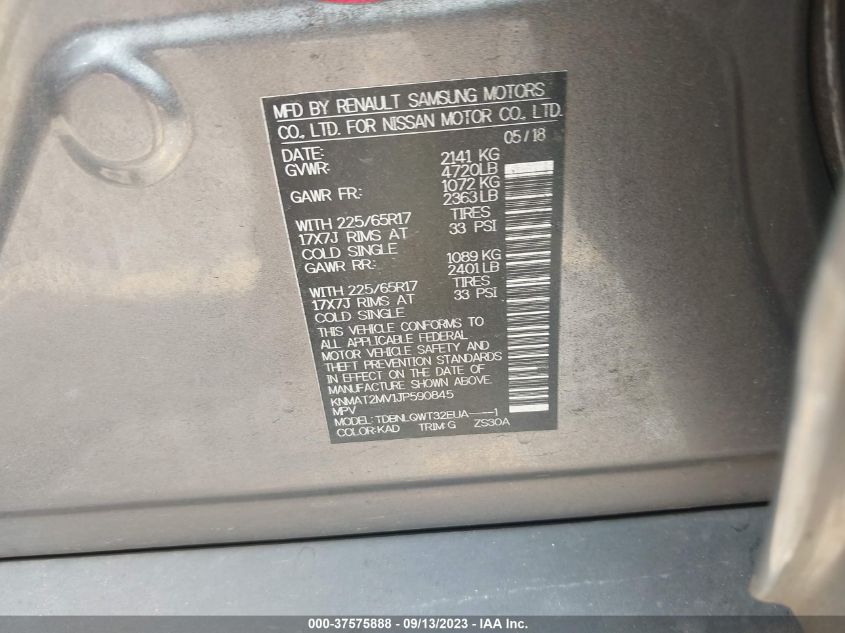 MFD BY RENAULT SAMSUNG MOTORS
CO., LTD. FOR NISSAN MOTOR CO., LTD.
05/18
DATE:
GVWR: 2141 KG
4720LB
GAWR FR: 1072 KG
2363LB
WITH 225/65R17 TIRES
17X7J RIMS AT 33 PSI
COLD SINGLE
GAWR RR: 1089 KG
2401LB
WITH 225/65R17 TIRES
17X7J RIMS AT 33 PSI
COLD SINGLE
THIS VEHICLE CONFORMS TO
ALL APPLICABLE FEDERAL
MOTOR VEHICLE SAFETY AND
THEFT PREVENTION STANDARDS
IN EFFECT ON THE DATE OF
MANUFACTURE SHOWN ABOVE.
KNMAT2MV1JP590845
MPV
MODEL: TDBNLQWT32EUA-----1
COLOR:KAD TRIM:G ZS30A
000-37575888 - 09/13/2023 - IAA Inc.